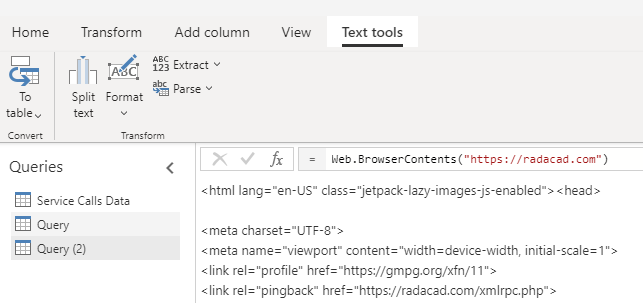 Home Transform Add column View Text tools
ABC
123 Extract
ABC
abc Parse
To
table
Split
text
Format
Convert Transform
Queries
= Web.BrowserContents("https://radacad.com")
Service Calls Data
Query
Query (2)
<html lang="en-US" class="jetpack-lazy-images-js-enabled"><head>
<meta charset="UTF-8">
<meta name="viewport" content="width=device-width, initial-scale=1">
<link rel="profile" href="https://gmpg.org/xfn/11">
<link rel="pingback" href="https://radacad.com/xmlrpc.php">